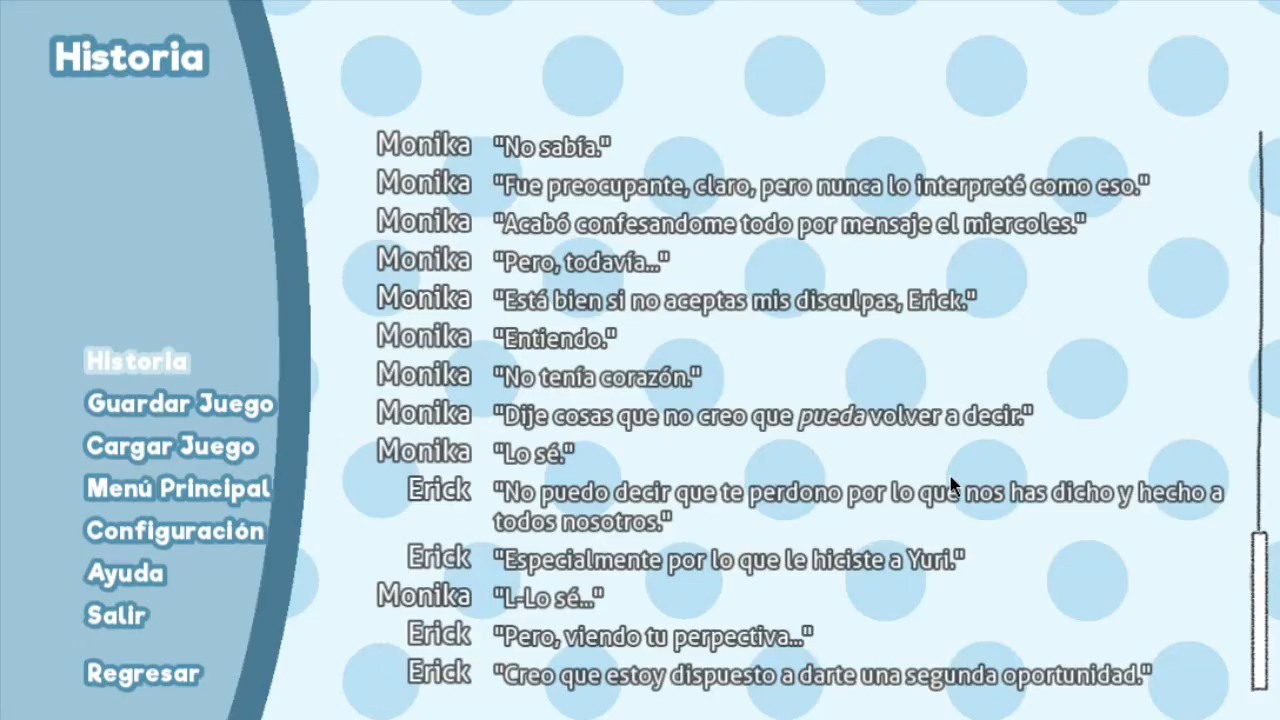 Historia
Monika "No sabía."
Monika "Fue preocupante, claro, pero nunca lo interpreté como eso."
Monika "Acabó confesandome todo por mensaje el miercoles."
Monika "Pero, todavía..."
Monika "Está bien si no aceptas mis disculpas, Erick."
Monika "Entiendo."
Monika "No tenía corazón."
Monika "Dije cosas que no creo que pueda volver a decir."
Monika "Lo sé."
Erick "No puedo decir que te perdono por lo que nos has dicho y hecho a
todos nosotros."
Erick "Especialmente por lo que le hiciste a Yuri."
Monika "L-Lo sé..."
Erick "Pero, viendo tu perpectiva..."
Erick "Creo que estoy dispuesto a darte una segunda oportunidad."
Historia
Guardar Juego
Cargar Juego
Menú Principal
Configuración
Ayuda
Salir
Regresar